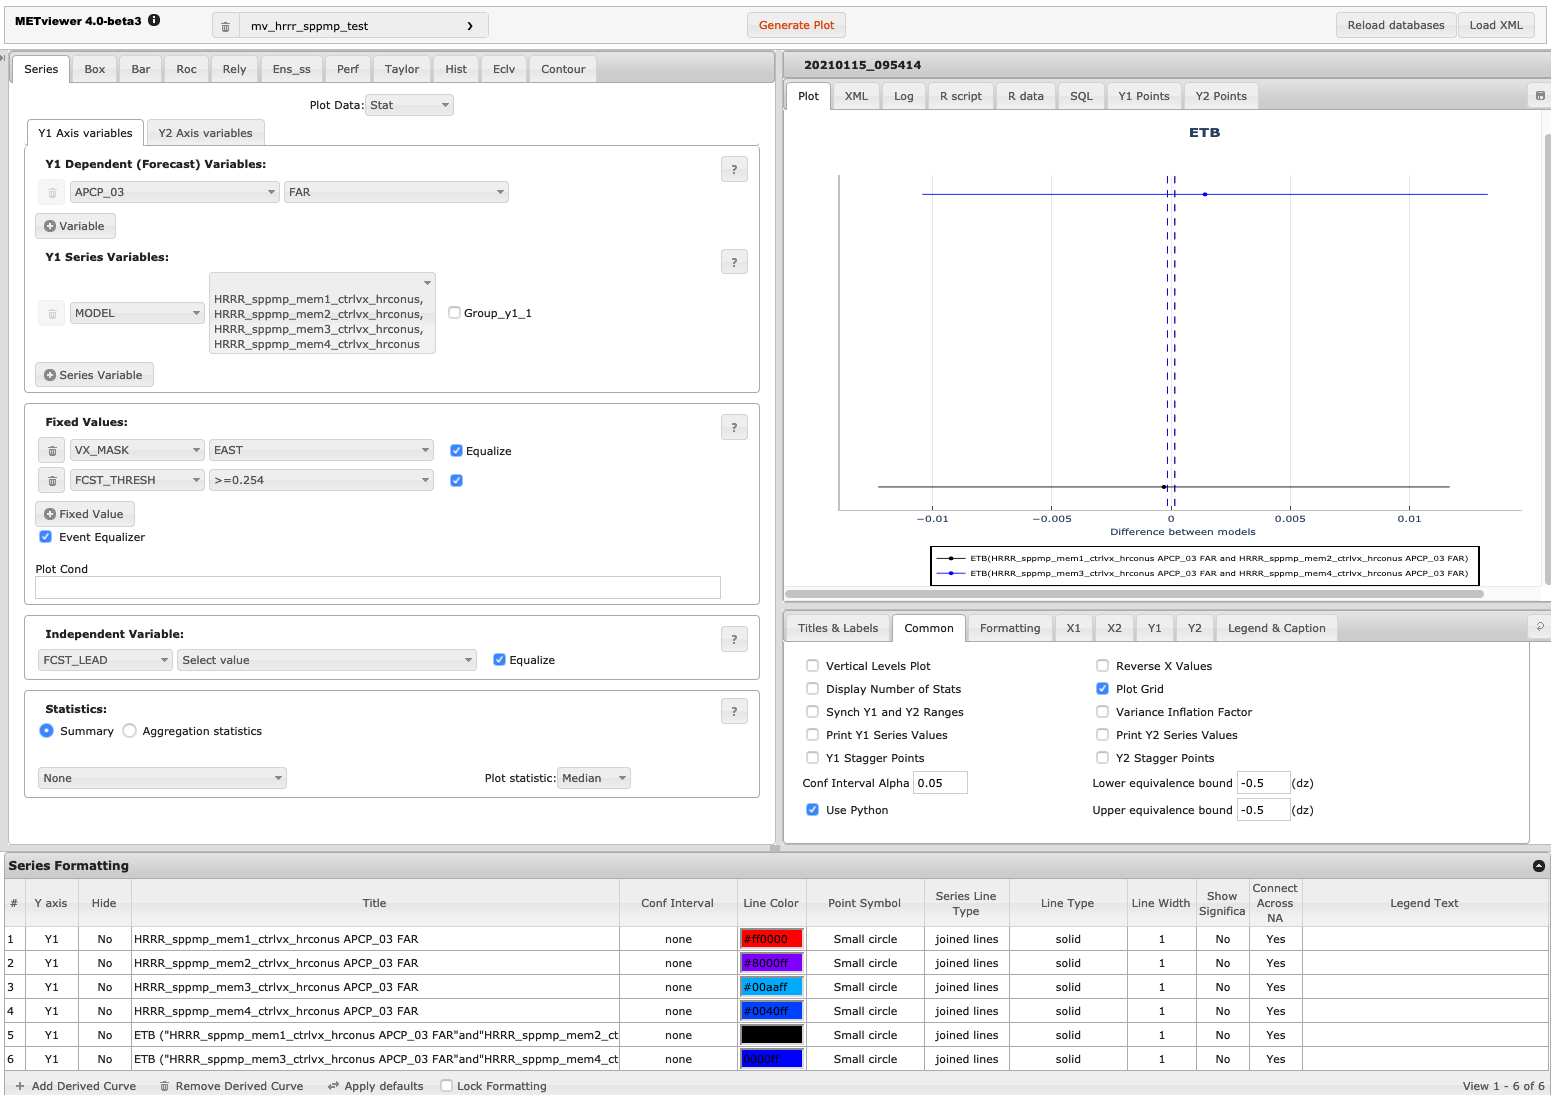 METviewer 4.0-beta3
mv_hrrr_sppmp_test
Generate Plot
Reload databases
Load XML
Series
Box
Bar
Roc
Rely
Ens_ss
Perf
Taylor
Hist
Eclv
Contour
Plot Data: Stat
Y1 Axis variables
Y2 Axis variables
Y1 Dependent (Forecast) Variables:
?
APCP_03
FAR
Variable
Y1 Series Variables:
?
MODEL
HRRR_sppmp_mem1_ctrlvx_hrconus,
HRRR_sppmp_mem2_ctrlvx_hrconus,
HRRR_sppmp_mem3_ctrlvx_hrconus,
HRRR_sppmp_mem4_ctrlvx_hrconus
Group_y1_1
Series Variable
Fixed Values:
?
VX_MASK
EAST
Equalize
FCST_THRESH
>=0.254
Fixed Value
Event Equalizer
Plot Cond
Independent Variable:
?
FCST_LEAD
Select value
Equalize
Statistics:
?
Summary
Aggregation statistics
None
Plot statistic: Median
20210115_095414
Plot
XML
Log
R script
R data
SQL
Y1 Points
Y2 Points
ETB
−0.01
−0.005
0
0.005
0.01
Difference between models
ETB(HRRR_sppmp_mem1_ctrlvx_hrconus APCP_03 FAR and HRRR_sppmp_mem2_ctrlvx_hrconus APCP_03 FAR)
ETB(HRRR_sppmp_mem3_ctrlvx_hrconus APCP_03 FAR and HRRR_sppmp_mem4_ctrlvx_hrconus APCP_03 FAR)
Titles & Labels
Common
Formatting
X1
X2
Y1
Y2
Legend & Caption
Vertical Levels Plot
Reverse X Values
Display Number of Stats
Plot Grid
Synch Y1 and Y2 Ranges
Variance Inflation Factor
Print Y1 Series Values
Print Y2 Series Values
Y1 Stagger Points
Y2 Stagger Points
Conf Interval Alpha 0.05
Lower equivalence bound -0.5 (dz)
Use Python
Upper equivalence bound -0.5 (dz)
Series Formatting
# Y axis Hide Title Conf Interval Line Color Point Symbol Series Line Type Line Type Line Width Show Significa Connect Across NA Legend Text
1 Y1 No HRRR_sppmp_mem1_ctrlvx_hrconus APCP_03 FAR none #ff0000 Small circle joined lines solid 1 No Yes
2 Y1 No HRRR_sppmp_mem2_ctrlvx_hrconus APCP_03 FAR none #8000ff Small circle joined lines solid 1 No Yes
3 Y1 No HRRR_sppmp_mem3_ctrlvx_hrconus APCP_03 FAR none #00aaff Small circle joined lines solid 1 No Yes
4 Y1 No HRRR_sppmp_mem4_ctrlvx_hrconus APCP_03 FAR none #0040ff Small circle joined lines solid 1 No Yes
5 Y1 No ETB ("HRRR_sppmp_mem1_ctrlvx_hrconus APCP_03 FAR"and"HRRR_sppmp_mem2_ct none Small circle joined lines solid 1 No Yes
6 Y1 No ETB ("HRRR_sppmp_mem3_ctrlvx_hrconus APCP_03 FAR"and"HRRR_sppmp_mem4_ct none 0000ff Small circle joined lines solid 1 No Yes
Add Derived Curve
Remove Derived Curve
Apply defaults
Lock Formatting
View 1 - 6 of 6